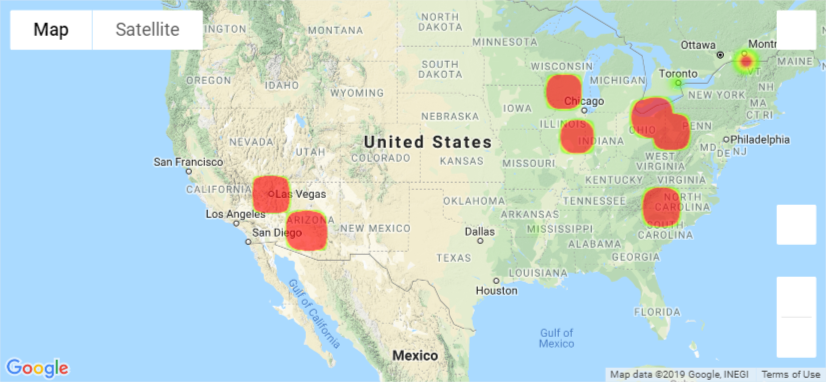 Map
Satellite
NORTH
DAKOTA
MONTANA
MINNESOTA
Ottawa
Montr
MAINE
VT
OREGON
IDAHO
SOUTH
DAKOTA
WISCONSIN
MICHIGAN
Toronto
WYOMING
NEW YORK
NH
MA
CT RI
IOWA
Chicago
NEBRASKA
ILLINOIS
INDIANA
OHIO
PENN
Philadelphia
NEVADA
UTAH
United States
COLORADO
KANSAS
MISSOURI
WEST
VIRGINIA
MD
DE
NJ
San Francisco
KENTUCKY
VIRGINIA
CALIFORNIA
Las Vegas
OKLAHOMA
TENNESSEE
NORTH
CAROLINA
Los Angeles
ARIZONA
NEW MEXICO
ARKANSAS
San Diego
Dallas
MISSISSIPPI
SOUTH
CAROLINA
ALABAMA
TEXAS
GEORGIA
LOUISIANA
Houston
Gulf of
California
FLORIDA
Gulf of
Mexico
Mexico
Google
Map data ©2019 Google, INEGI
Terms of Use